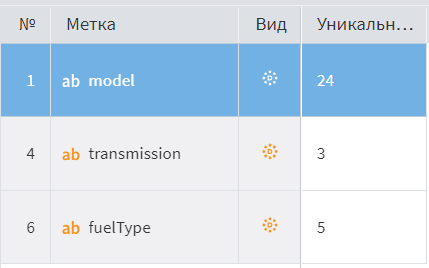 № Метка Вид Уникальн...
1 ab model 24
4 ab transmission 3
6 ab fuelType 5